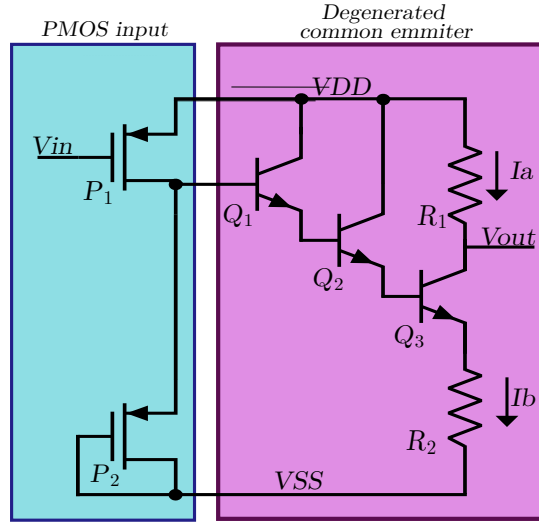 PMOS input
Degenerated
common emmiter
VDD
Vin
Ia
P1
Q1
R1
Vout
Q2
Q3
Ib
R2
P2
VSS